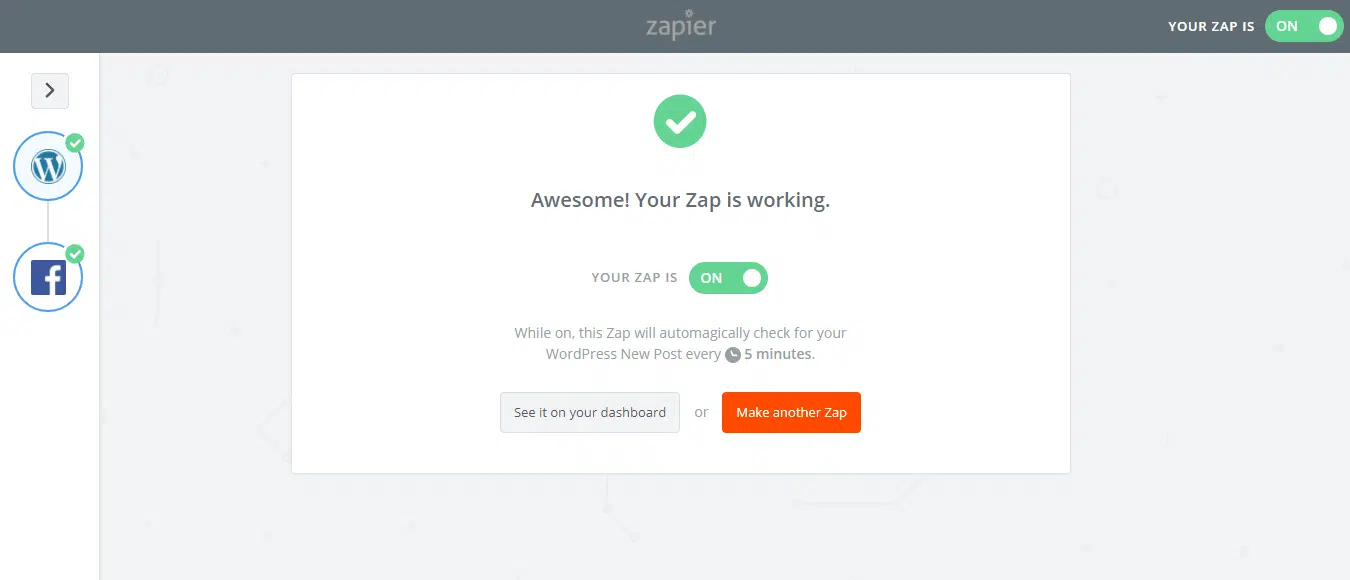 zapier
YOUR ZAP IS ON
Awesome! Your Zap is working.
YOUR ZAP IS ON
While on, this Zap will automagically check for your
WordPress New Post every 5 minutes.
See it on your dashboard or Make another Zap